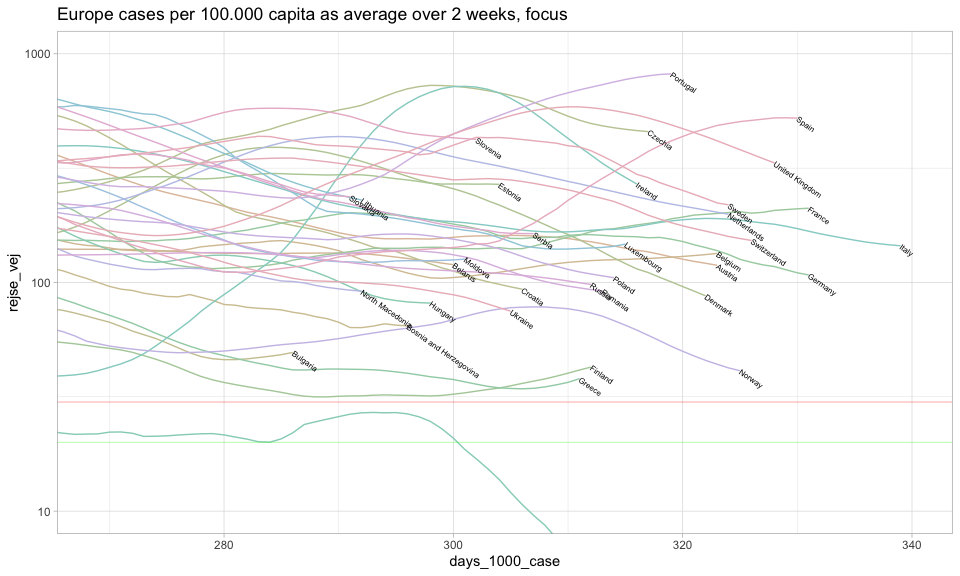 Europe cases per 100.000 capita as average over 2 weeks, focus
1000
Portugal
Spain
Czechia
Slovenia
United Kingdom
Estonia
Ireland
Lithuania
Slovakia
Sweden
France
Netherlands
Serbia
Switzerland
Italy
Luxembourg
Moldova
Belgium
Belarus
Austria
100
Poland
Germany
Croatia
Russia
Romania
North Macedonia
Denmark
Hungary
Ukraine
Bosnia and Herzegovina
Bulgaria
Finland
Norway
Greece
10
rejse_vej
280
300
320
340
days_1000_case